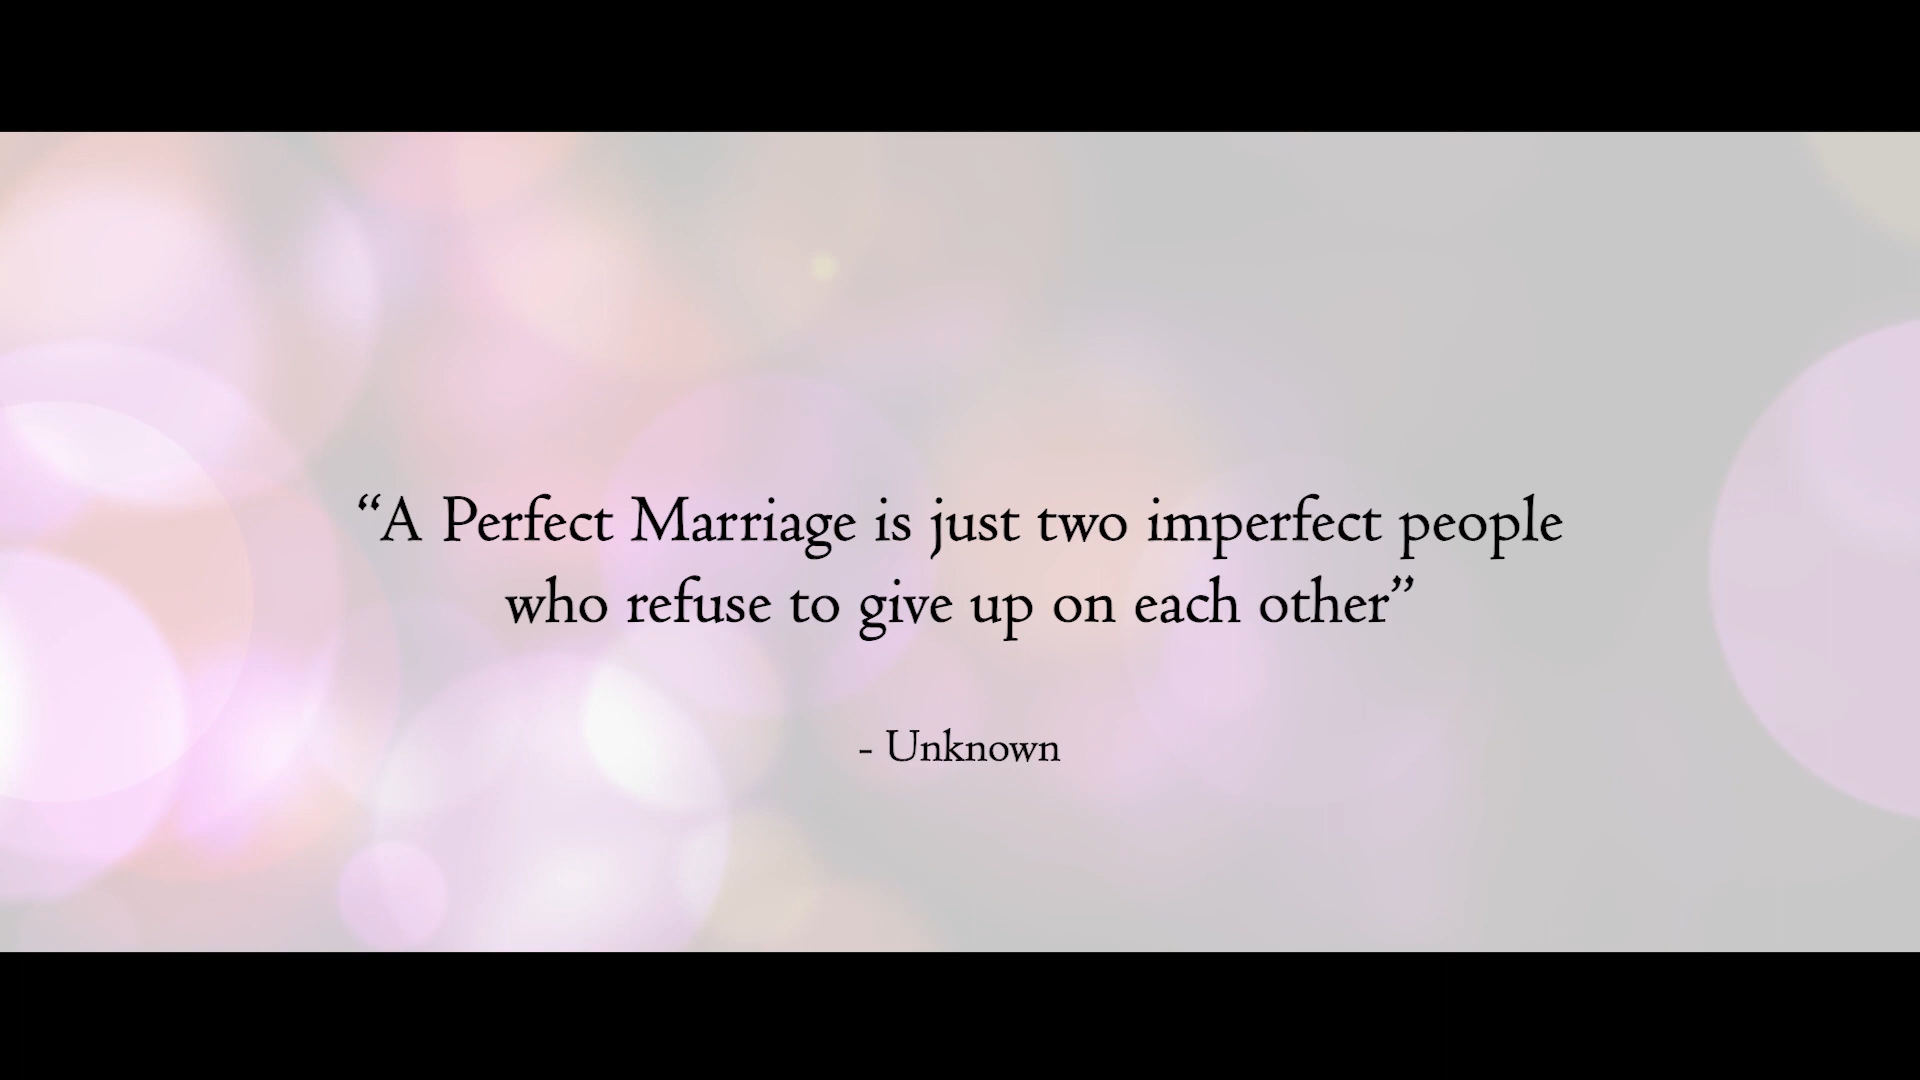 “A Perfect Marriage is just two imperfect people
who refuse to give up on each other”
- Unknown